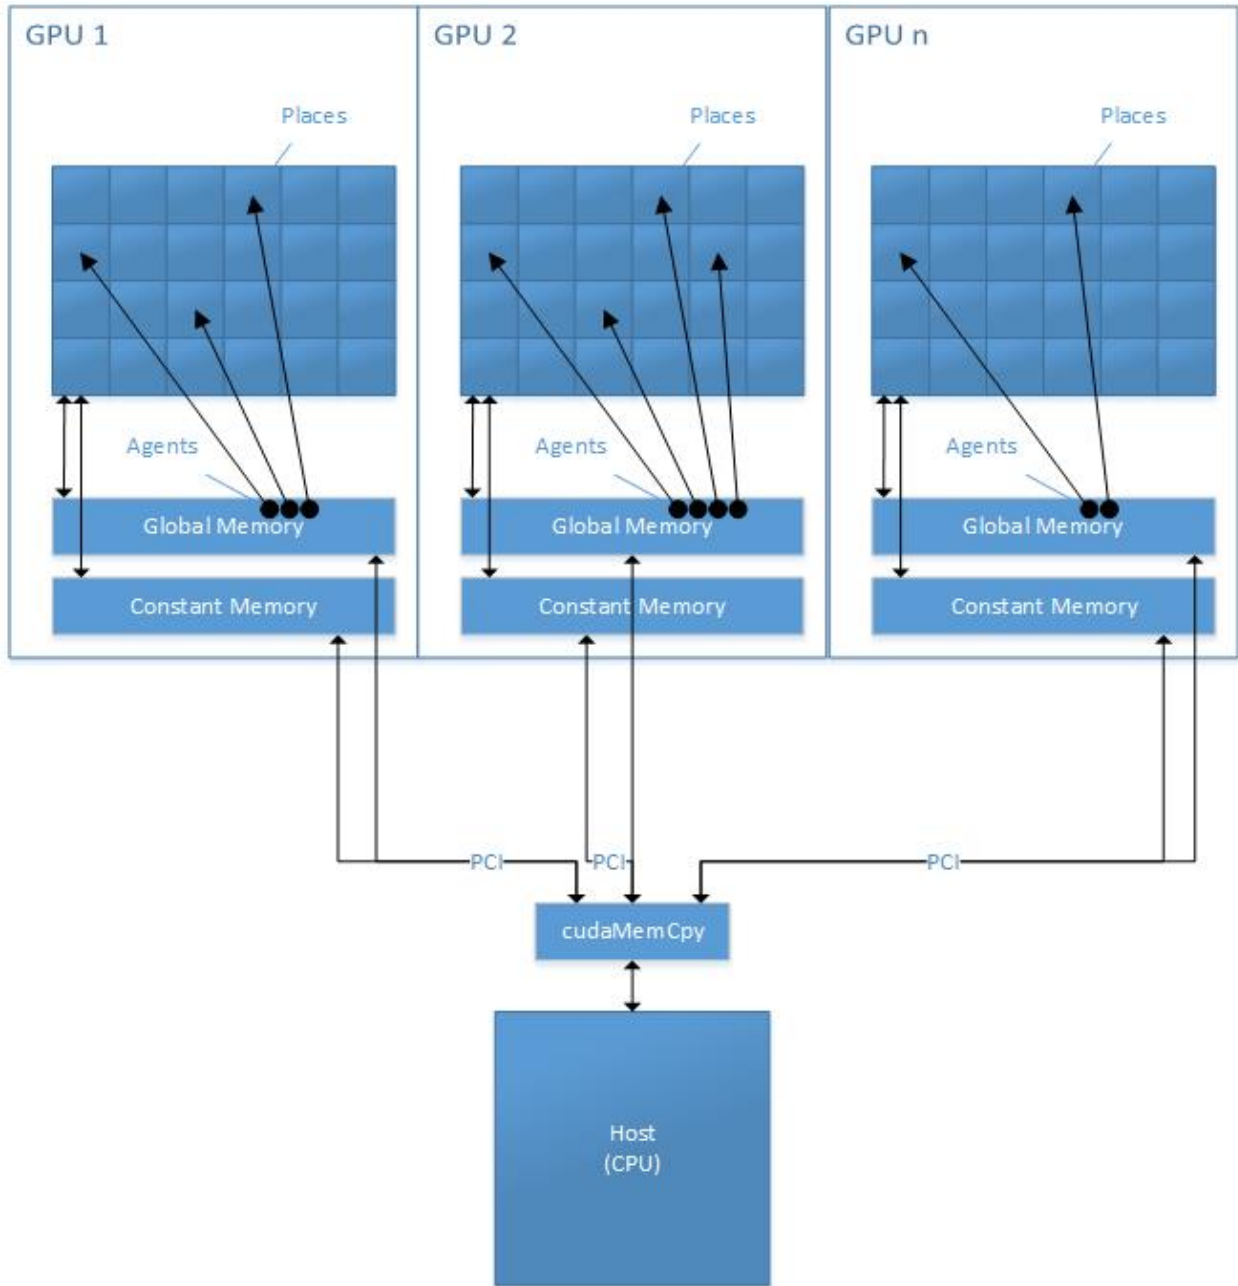 GPU 1
GPU 2
GPU n
Places
Places
Places
Agents
Agents
Agents
Global Memory
Global Memory
Global Memory
Constant Memory
Constant Memory
Constant Memory
PCI
PCI
PCI
cudaMemCpy
Host
(CPU)